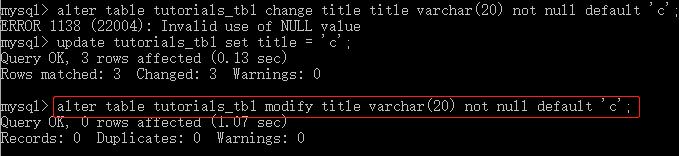 mysql> alter table tutorials_tbl change title title varchar(20) not null default 'c';
ERROR 1138 (22004): Invalid use of NULL value
mysql> update tutorials_tbl set title = 'c';
Query OK, 3 rows affected (0.13 sec)
Rows matched: 3  Changed: 3  Warnings: 0
mysql> alter table tutorials_tbl modify title varchar(20) not null default 'c';
Query OK, 0 rows affected (1.07 sec)
Records: 0  Duplicates: 0  Warnings: 0